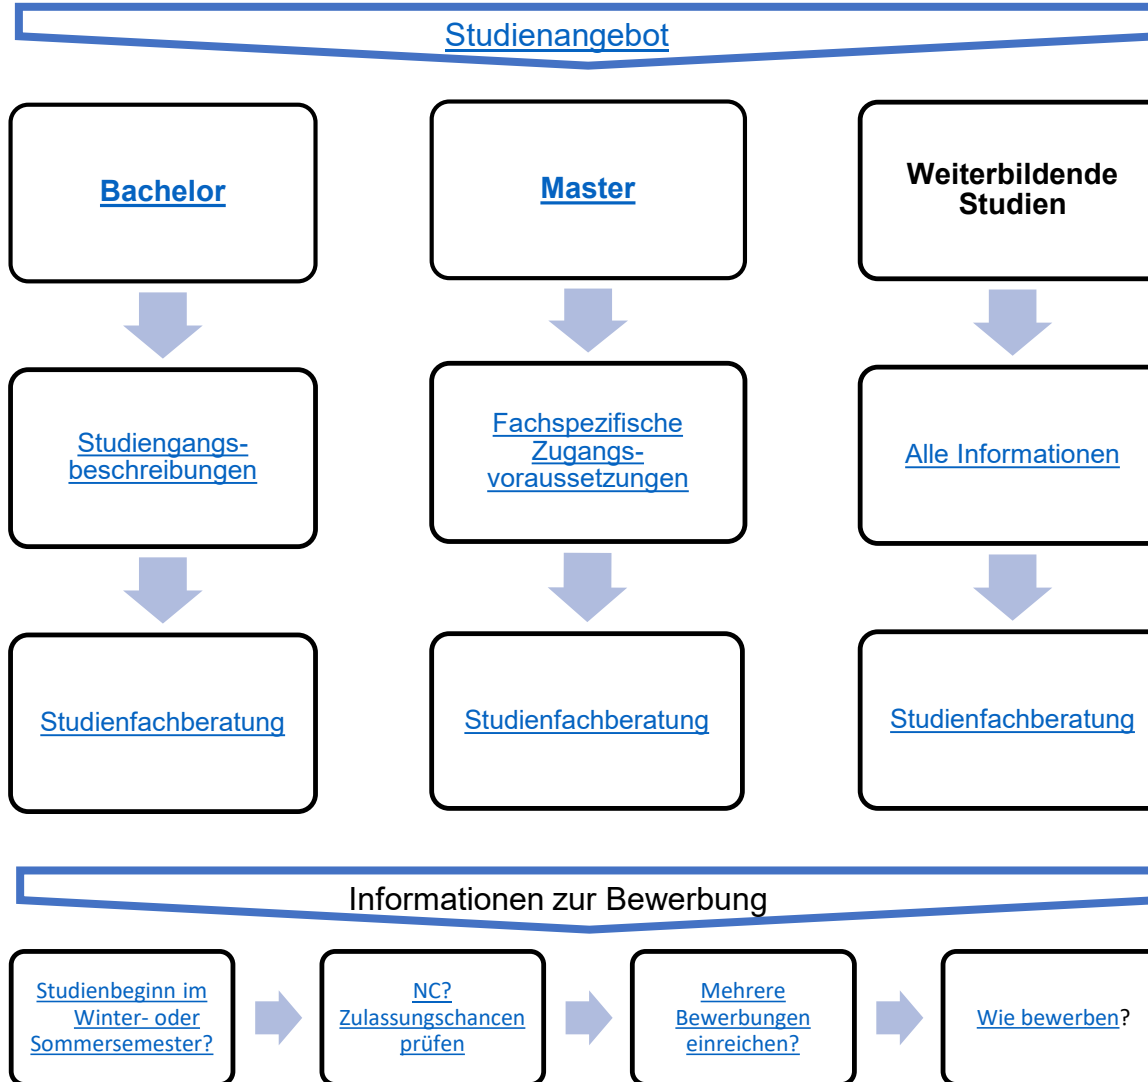 Studienangebot
Bachelor
Master
Weiterbildende
Studien
Studiengangs-
beschreibungen
Fachspezifische
Zugangs-
voraussetzungen
Alle Informationen
Studienfachberatung
Studienfachberatung
Studienfachberatung
Informationen zur Bewerbung
Studienbeginn im
Winter- oder
Sommersemester?
NC?
Zulassungschancen
prüfen
Mehrere
Bewerbungen
einreichen?
Wie bewerben?